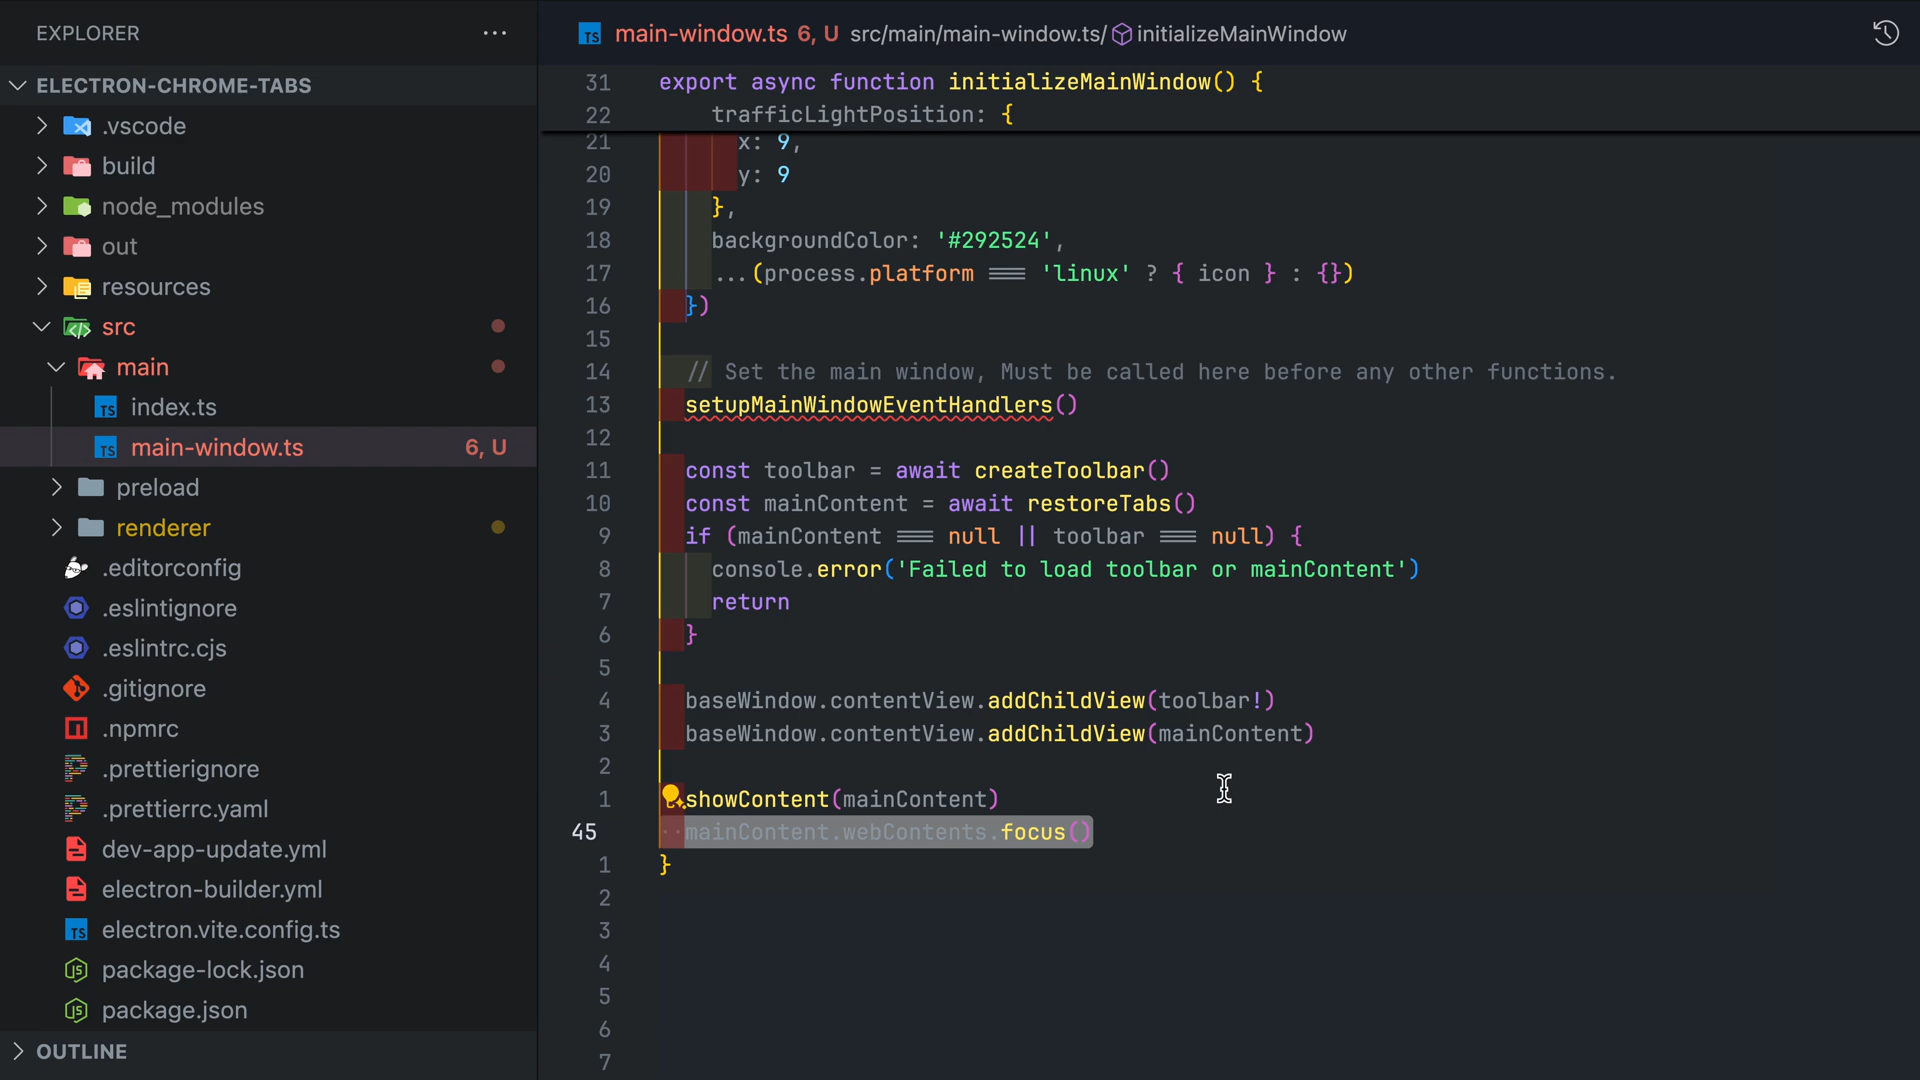 EXPLORER
ELECTRON-CHROME-TABS
.vscode
build
node_modules
out
resources
src
main
index.ts
main-window.ts 6, U
preload
renderer
.editorconfig
.eslintignore
.eslintrc.cjs
.gitignore
.npmrc
.prettierignore
.prettierrc.yaml
dev-app-update.yml
electron-builder.yml
electron.vite.config.ts
package-lock.json
package.json
OUTLINE
main-window.ts 6, U src/main/main-window.ts/ initializeMainWindow
31 export async function initializeMainWindow() {
22 trafficLightPosition: {
21 x: 9,
20 y: 9
19 },
18 backgroundColor: '#292524',
17 ...(process.platform === 'linux' ? { icon } : {})
16 })
15
14 // Set the main window, Must be called here before any other functions.
13 setupMainWindowEventHandlers()
12
11 const toolbar = await createToolbar()
10 const mainContent = await restoreTabs()
9 if (mainContent === null || toolbar === null) {
8 console.error('Failed to load toolbar or mainContent')
7 return
6 }
5
4 baseWindow.contentView.addChildView(toolbar!)
3 baseWindow.contentView.addChildView(mainContent)
2
1 showContent(mainContent)
45 mainContent.webContents.focus()
1 }
2
3
4
5
6
7